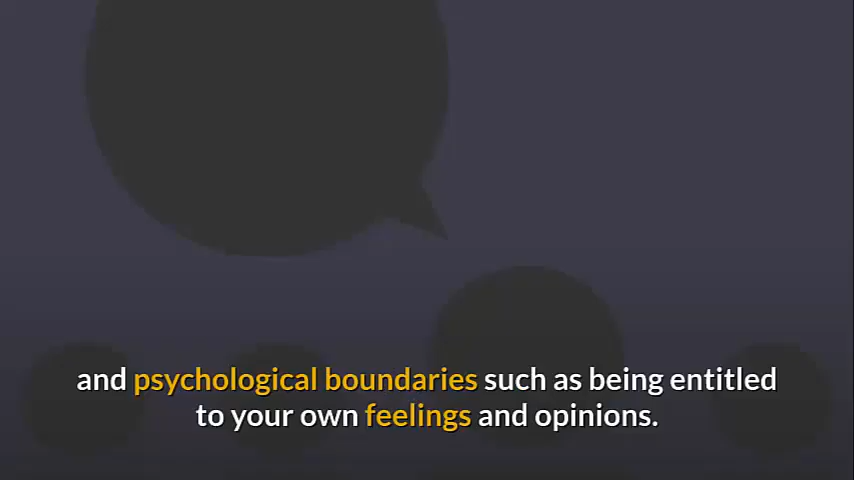 and psychological boundaries such as being entitled
to your own feelings and opinions.